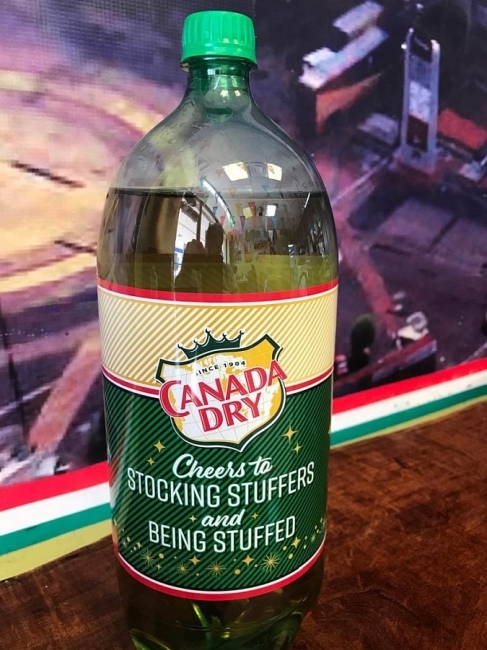 SINCE 1904
CANADA
DRY
Cheers to
STOCKING STUFFERS
and
BEING STUFFED